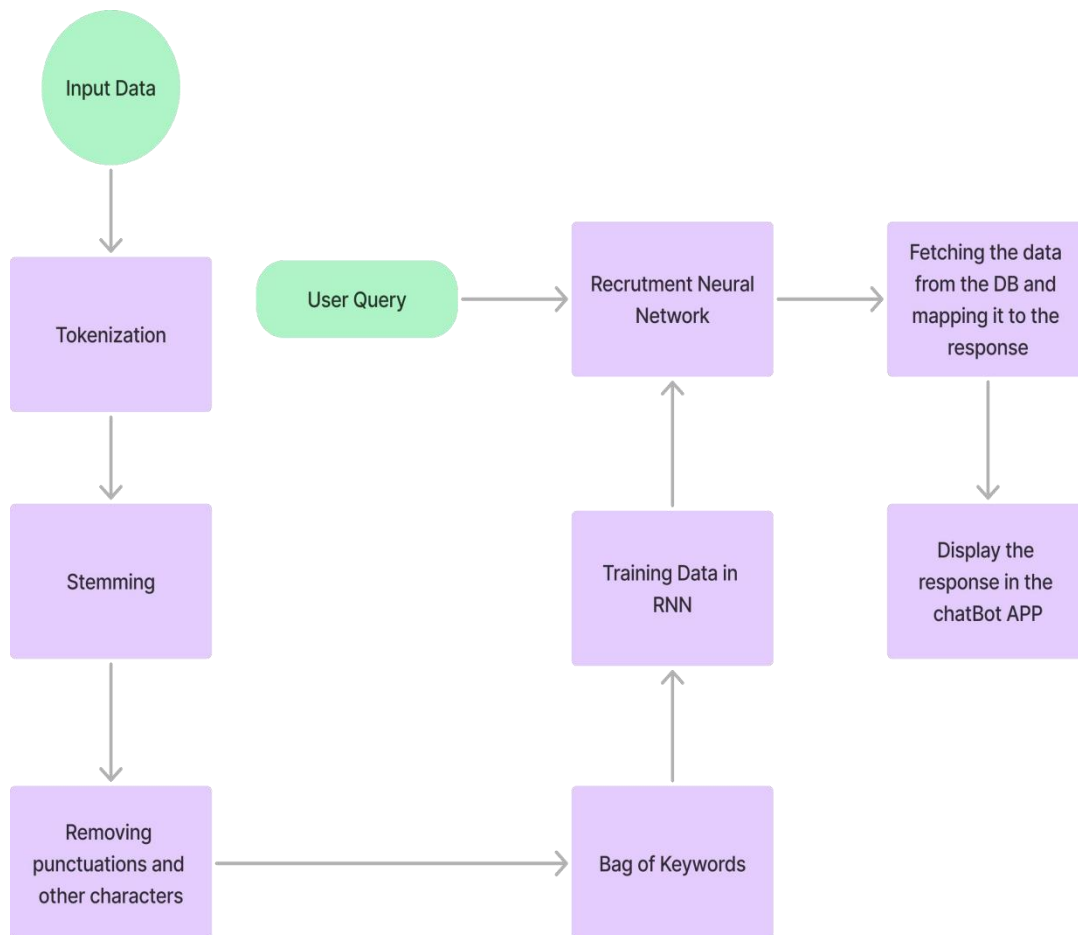 Input Data
Tokenization
Stemming
Removing
punctuations and
other characters
Bag of Keywords
Training Data in
RNN
User Query
Recrutment Neural
Network
Fetching the data
from the DB and
mapping it to the
response
Display the
response in the
chatBot APP